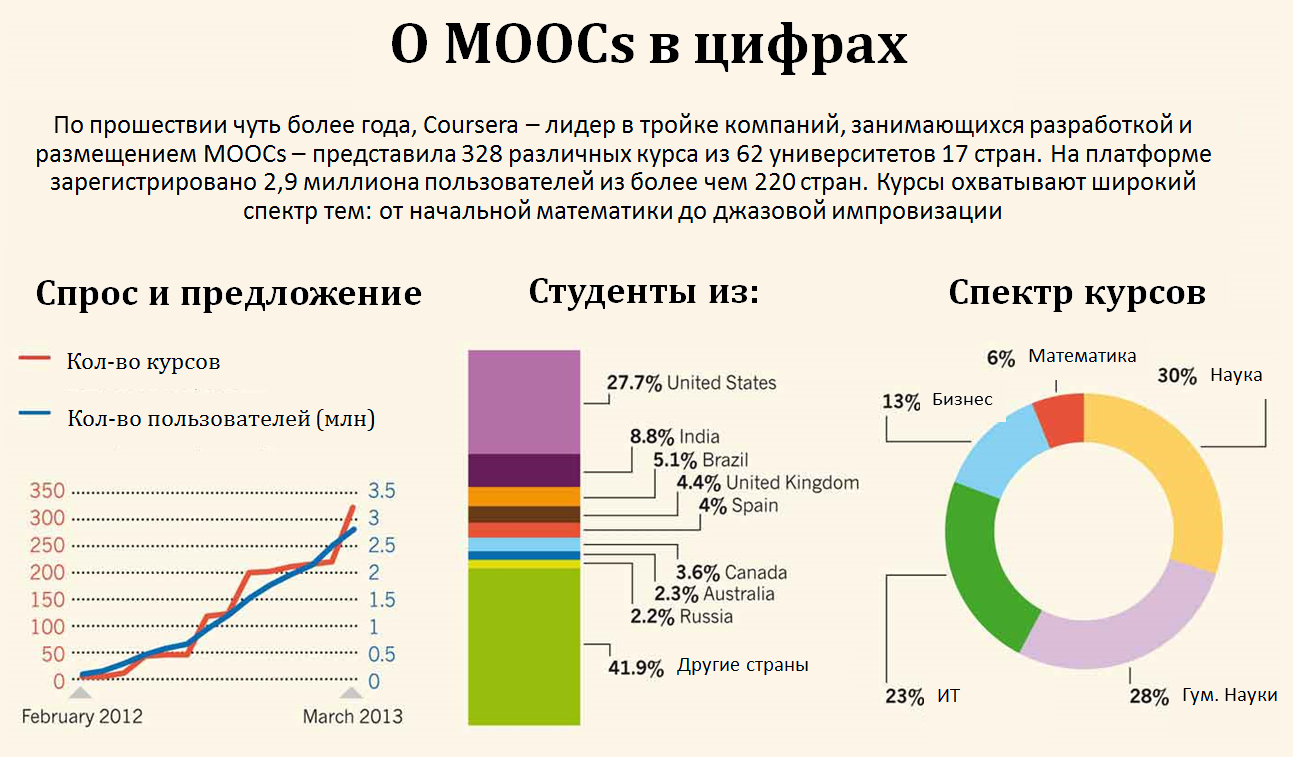 О MOOCs в цифрах
По прошествии чуть более года, Coursera – лидер в тройке компаний, занимающихся разработкой и
размещением MOOCs – представила 328 различных курса из 62 университетов 17 стран. На платформе
зарегистрировано 2,9 миллиона пользователей из более чем 220 стран. Курсы охватывают широкий
спектр тем: от начальной математики до джазовой импровизации
Спрос и предложение
Кол-во курсов
Кол-во пользователей (млн)
350 3.5
300 3
250 2.5
200 2
150 1.5
100 1
50 0.5
0 0
February 2012 March 2013
Студенты из:
27.7% United States
8.8% India
5.1% Brazil
4.4% United Kingdom
4% Spain
3.6% Canada
2.3% Australia
2.2% Russia
41.9% Другие страны
Спектр курсов
6% Математика
30% Наука
13% Бизнес
23% ИТ
28% Гум. Науки